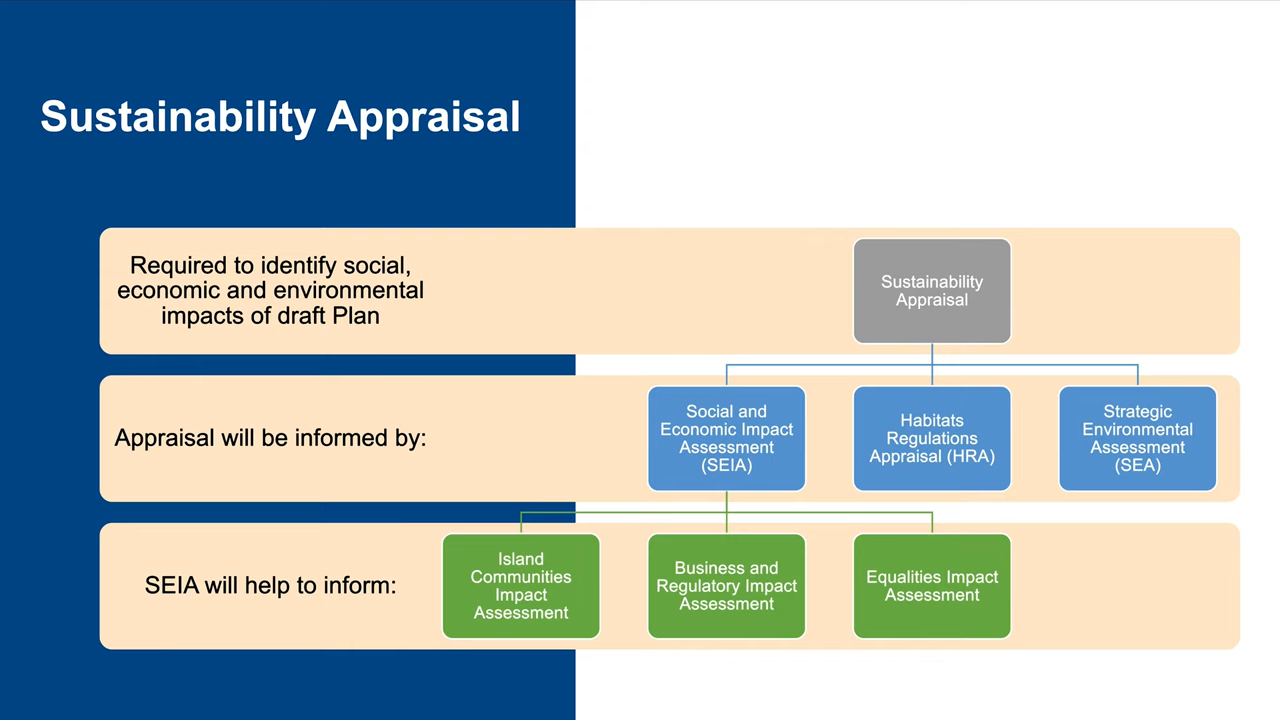 Sustainability Appraisal
Required to identify social,
economic and environmental
impacts of draft Plan
Sustainability
Appraisal
Appraisal will be informed by:
Social and
Economic Impact
Assessment
(SEIA)
Habitats
Regulations
Appraisal (HRA)
Strategic
Environmental
Assessment
(SEA)
SEIA will help to inform:
Island
Communities
Impact
Assessment
Business and
Regulatory Impact
Assessment
Equalities Impact
Assessment